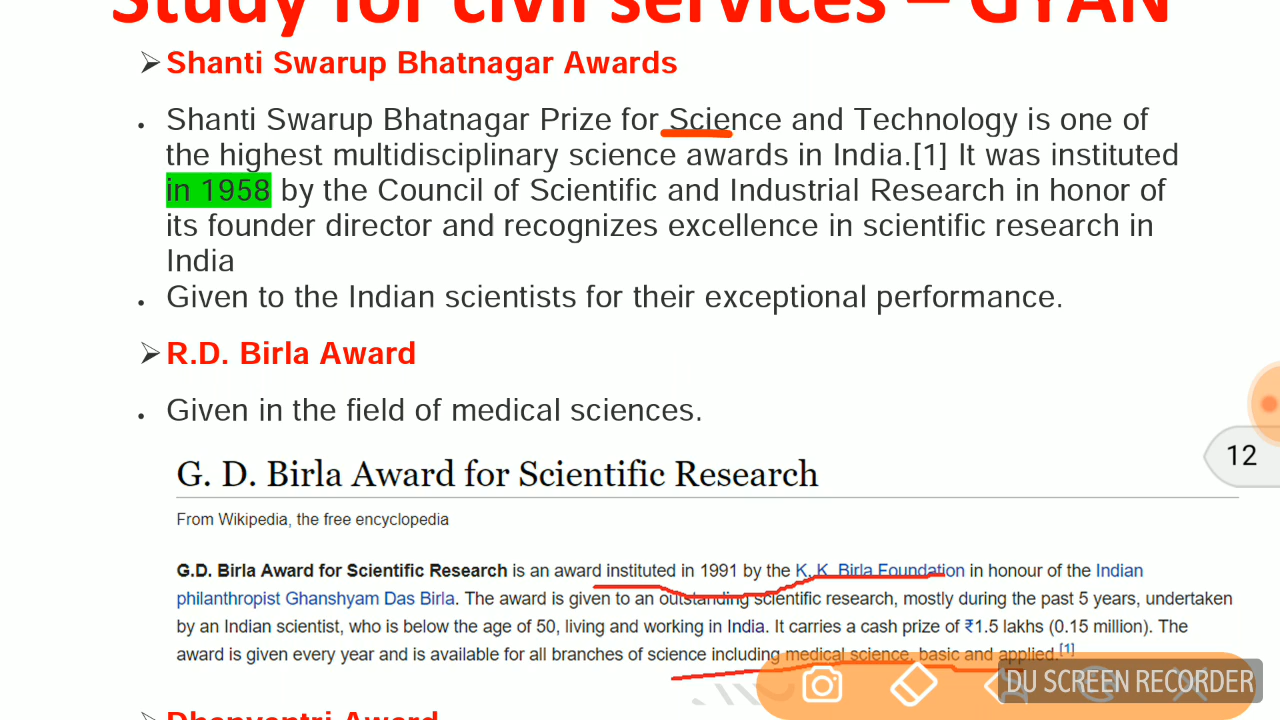 Study for civil services – GYAN
➢ Shanti Swarup Bhatnagar Awards
• Shanti Swarup Bhatnagar Prize for Science and Technology is one of
the highest multidisciplinary science awards in India.[1] It was instituted
in 1958 by the Council of Scientific and Industrial Research in honor of
its founder director and recognizes excellence in scientific research in
India
• Given to the Indian scientists for their exceptional performance.
➢ R.D. Birla Award
• Given in the field of medical sciences.
12
G. D. Birla Award for Scientific Research
From Wikipedia, the free encyclopedia
G.D. Birla Award for Scientific Research is an award instituted in 1991 by the K. K. Birla Foundation in honour of the Indian
philanthropist Ghanshyam Das Birla. The award is given to an outstanding scientific research, mostly during the past 5 years, undertaken
by an Indian scientist, who is below the age of 50, living and working in India. It carries a cash prize of ₹1.5 lakhs (0.15 million). The
award is given every year and is available for all branches of science including medical science, basic and applied.[1]
DU SCREEN RECORDER
Dhanvantri Award